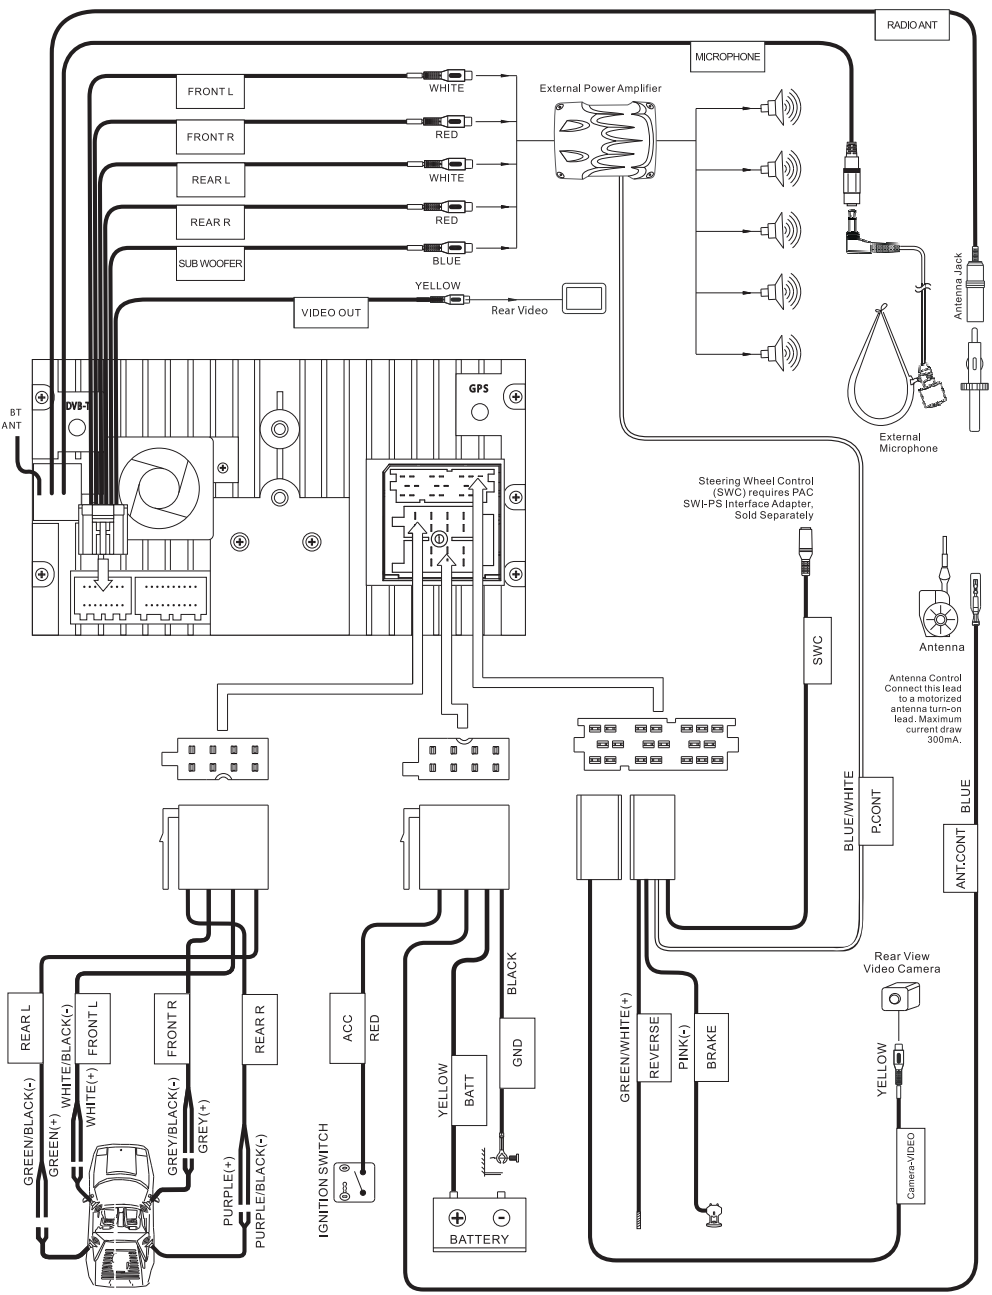 RADIO ANT
MICROPHONE
FRONT L
WHITE
External Power Amplifier
FRONT R
RED
REAR L
WHITE
REAR R
RED
SUB WOOFER
BLUE
YELLOW
VIDEO OUT
Rear Video
Antenna Jack
External
Microphone
BT
ANT
DVB-T
GPS
Steering Wheel Control
(SWC) requires PAC
SWI-PS Interface Adapter,
Sold Separately
SWC
Antenna
Antenna Control
Connect this lead
to a motorized
antenna turn-on
lead. Maximum
current draw
300mA.
BLUE/WHITE
P.CONT
BLUE
ANT.CONT
REAR L
GREEN/BLACK(-)
GREEN(+)
WHITE/BLACK(-)
FRONT L
WHITE(+)
FRONT R
GREY/BLACK(-)
GREY(+)
REAR R
PURPLE(+)
PURPLE/BLACK(-)
ACC
RED
IGNITION SWITCH
YELLOW
BATT
BLACK
GND
BATTERY
GREEN/WHITE(+)
REVERSE
PINK(-)
BRAKE
Rear View
Video Camera
YELLOW
Camera-VIDEO